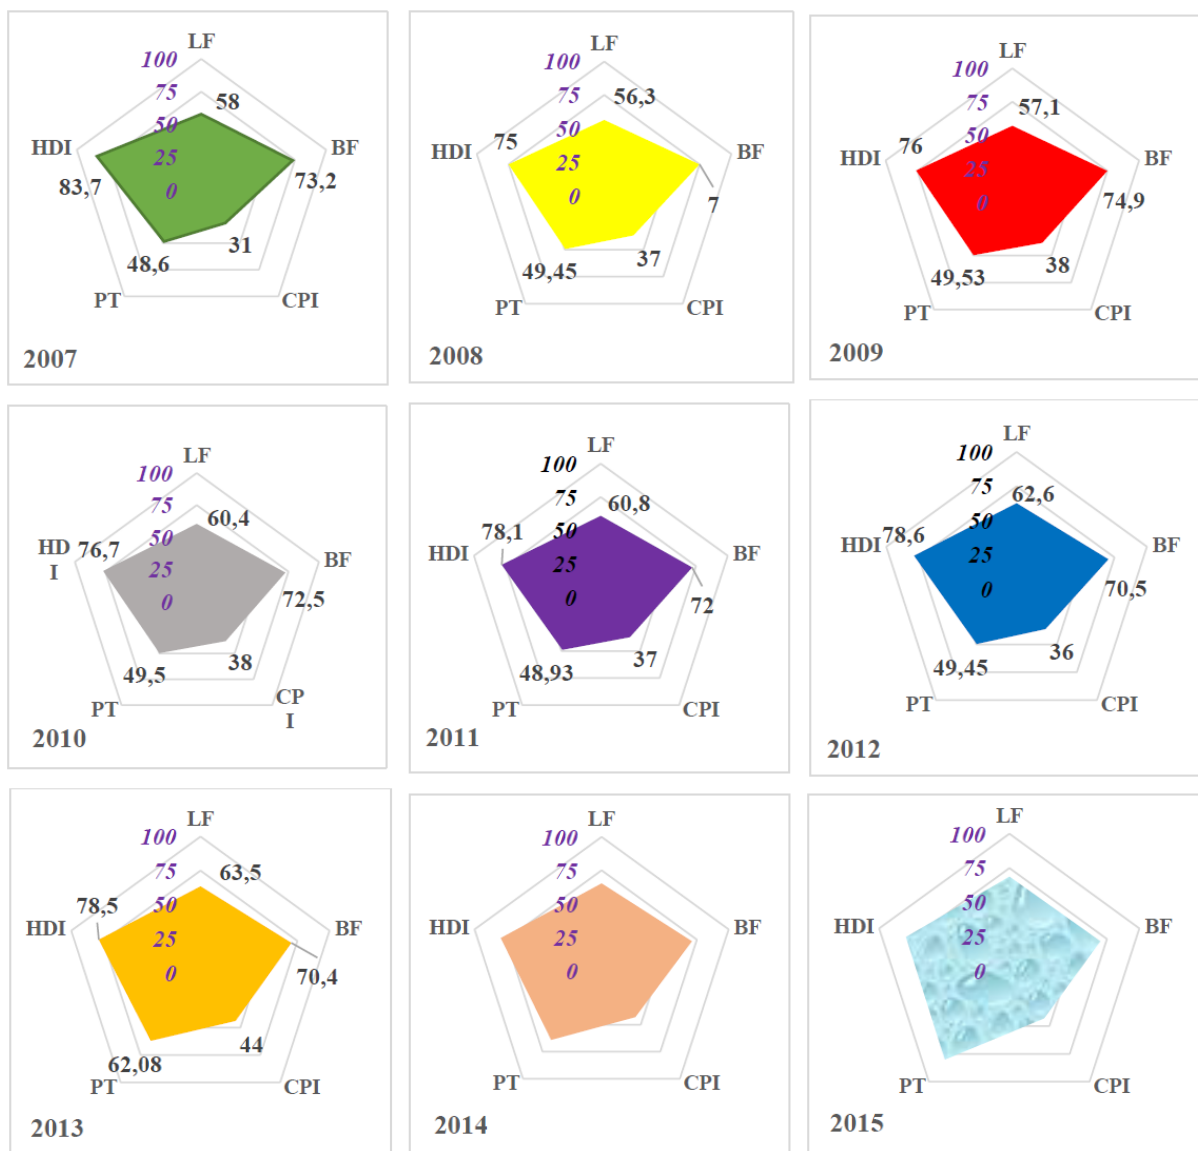 LF
100
75
50
25
0
58
HDI
BF
83,7
73,2
31
48,6
PT
CPI
2007
LF
100
75
50
25
0
56,3
75
HDI
BF
7
37
49,45
PT
CPI
2008
LF
100
75
50
25
0
57,1
76
HDI
BF
74,9
38
49,53
PT
CPI
2009
LF
100
75
50
25
0
60,4
HD
I
76,7
BF
72,5
38
49,5
PT
CP
I
2010
LF
100
75
50
25
0
60,8
78,1
HDI
BF
72
37
48,93
PT
CPI
2011
LF
100
75
50
25
0
62,6
78,6
HDI
BF
70,5
36
49,45
PT
CPI
2012
LF
100
75
50
25
0
63,5
78,5
HDI
BF
70,4
44
62,08
PT
CPI
2013
LF
100
75
50
25
0
HDI
BF
PT
CPI
2014
LF
100
75
50
25
0
HDI
BF
PT
CPI
2015